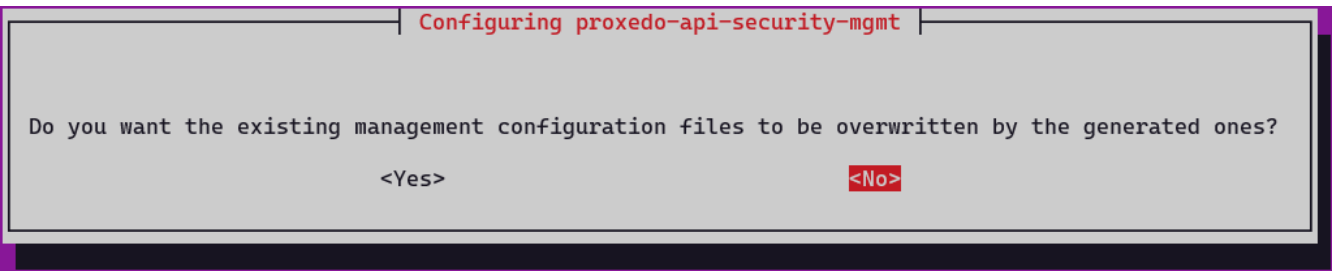 Configuring proxedo-api-security-mgmt
Do you want the existing management configuration files to be overwritten by the generated ones?
<Yes> <No>